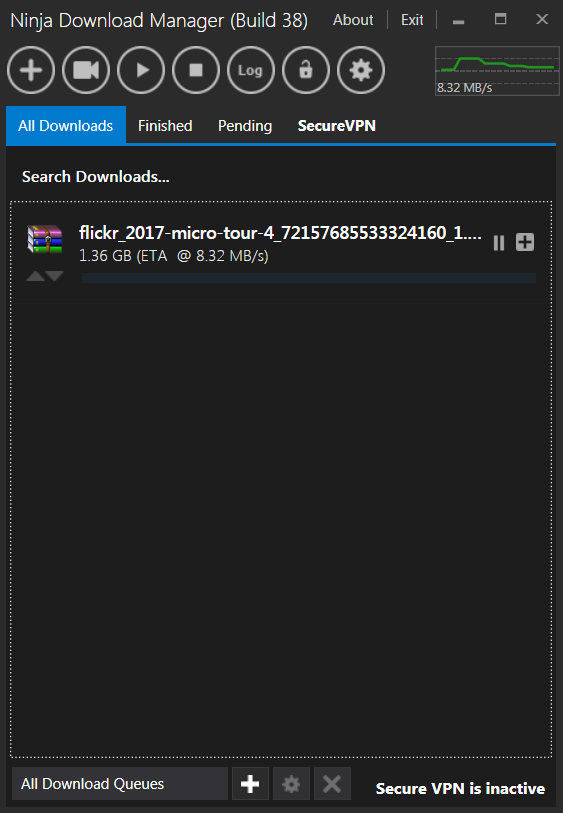 Ninja Download Manager (Build 38) About Exit
Log
8.32 MB/s
All Downloads Finished Pending SecureVPN
Search Downloads...
flickr_2017-micro-tour-4_72157685533324160_1....
1.36 GB (ETA  @ 8.32 MB/s)
All Download Queues
Secure VPN is inactive